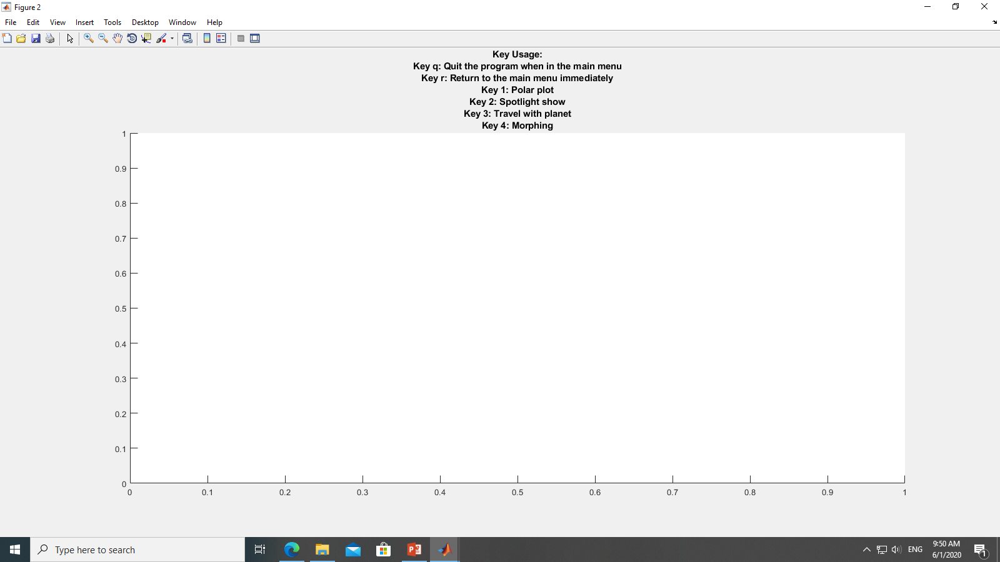 Figure 2
File Edit View Insert Tools Desktop Window Help
Key Usage:
Key q: Quit the program when in the main menu
Key r: Return to the main menu immediately
Key 1: Polar plot
Key 2: Spotlight show
Key 3: Travel with planet
Key 4: Morphing
1
0.9
0.8
0.7
0.6
0.5
0.4
0.3
0.2
0.1
0
0 0.1 0.2 0.3 0.4 0.5 0.6 0.7 0.8 0.9 1
Type here to search
ENG
9:50 AM
6/1/2020
1